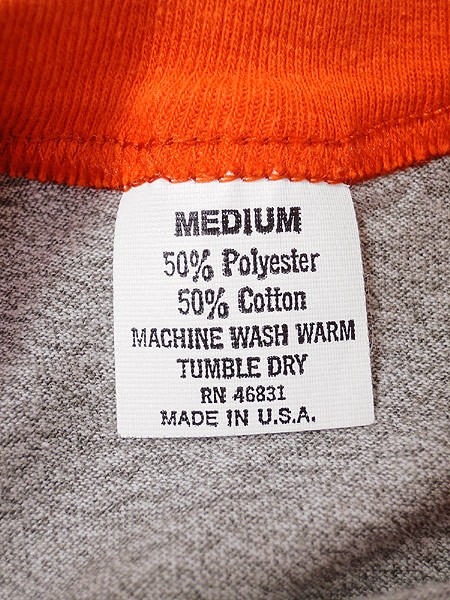 MEDIUM
50% Polyester
50% Cotton
MACHINE WASH WARM
TUMBLE DRY
RN 46831
MADE IN U.S.A.